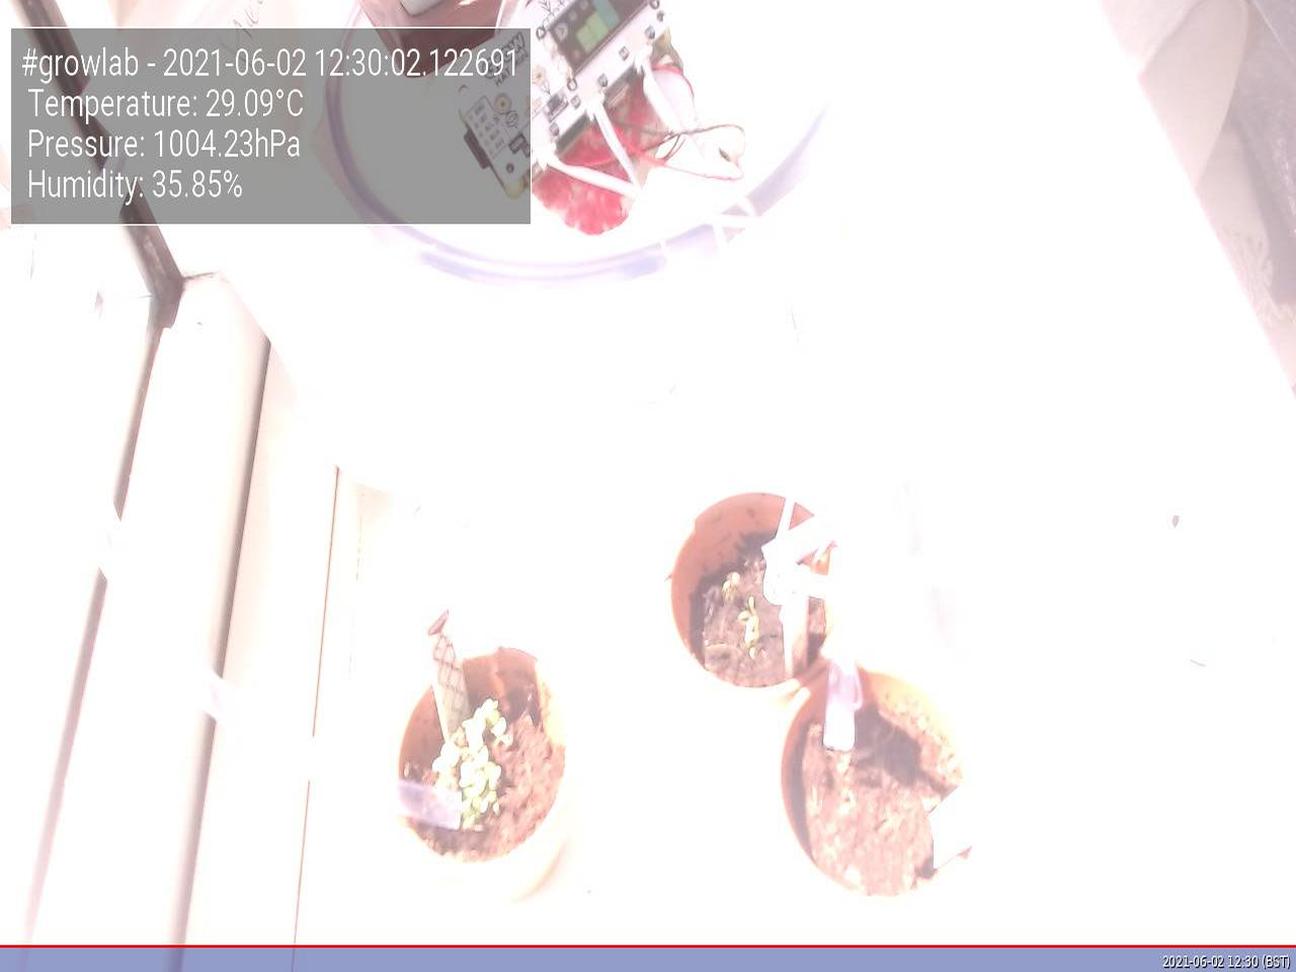 #growlab - 2021-06-02 12:30:02.122691
Temperature: 29.09°C
Pressure: 1004.23hPa
Humidity: 35.85%
2021-06-02 12:30 (BST)